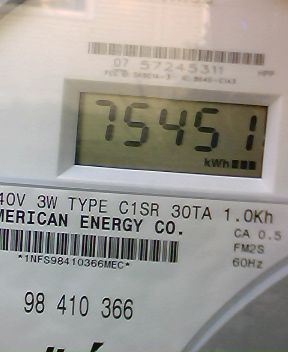 07 57245311
HPP
75451
kWh
40V 3W TYPE C1SR 30TA 1.0Kh
MERICAN ENERGY CO.
CA 0.5
FM2S
*1NFS98410366MEC*
60Hz
98 410 366